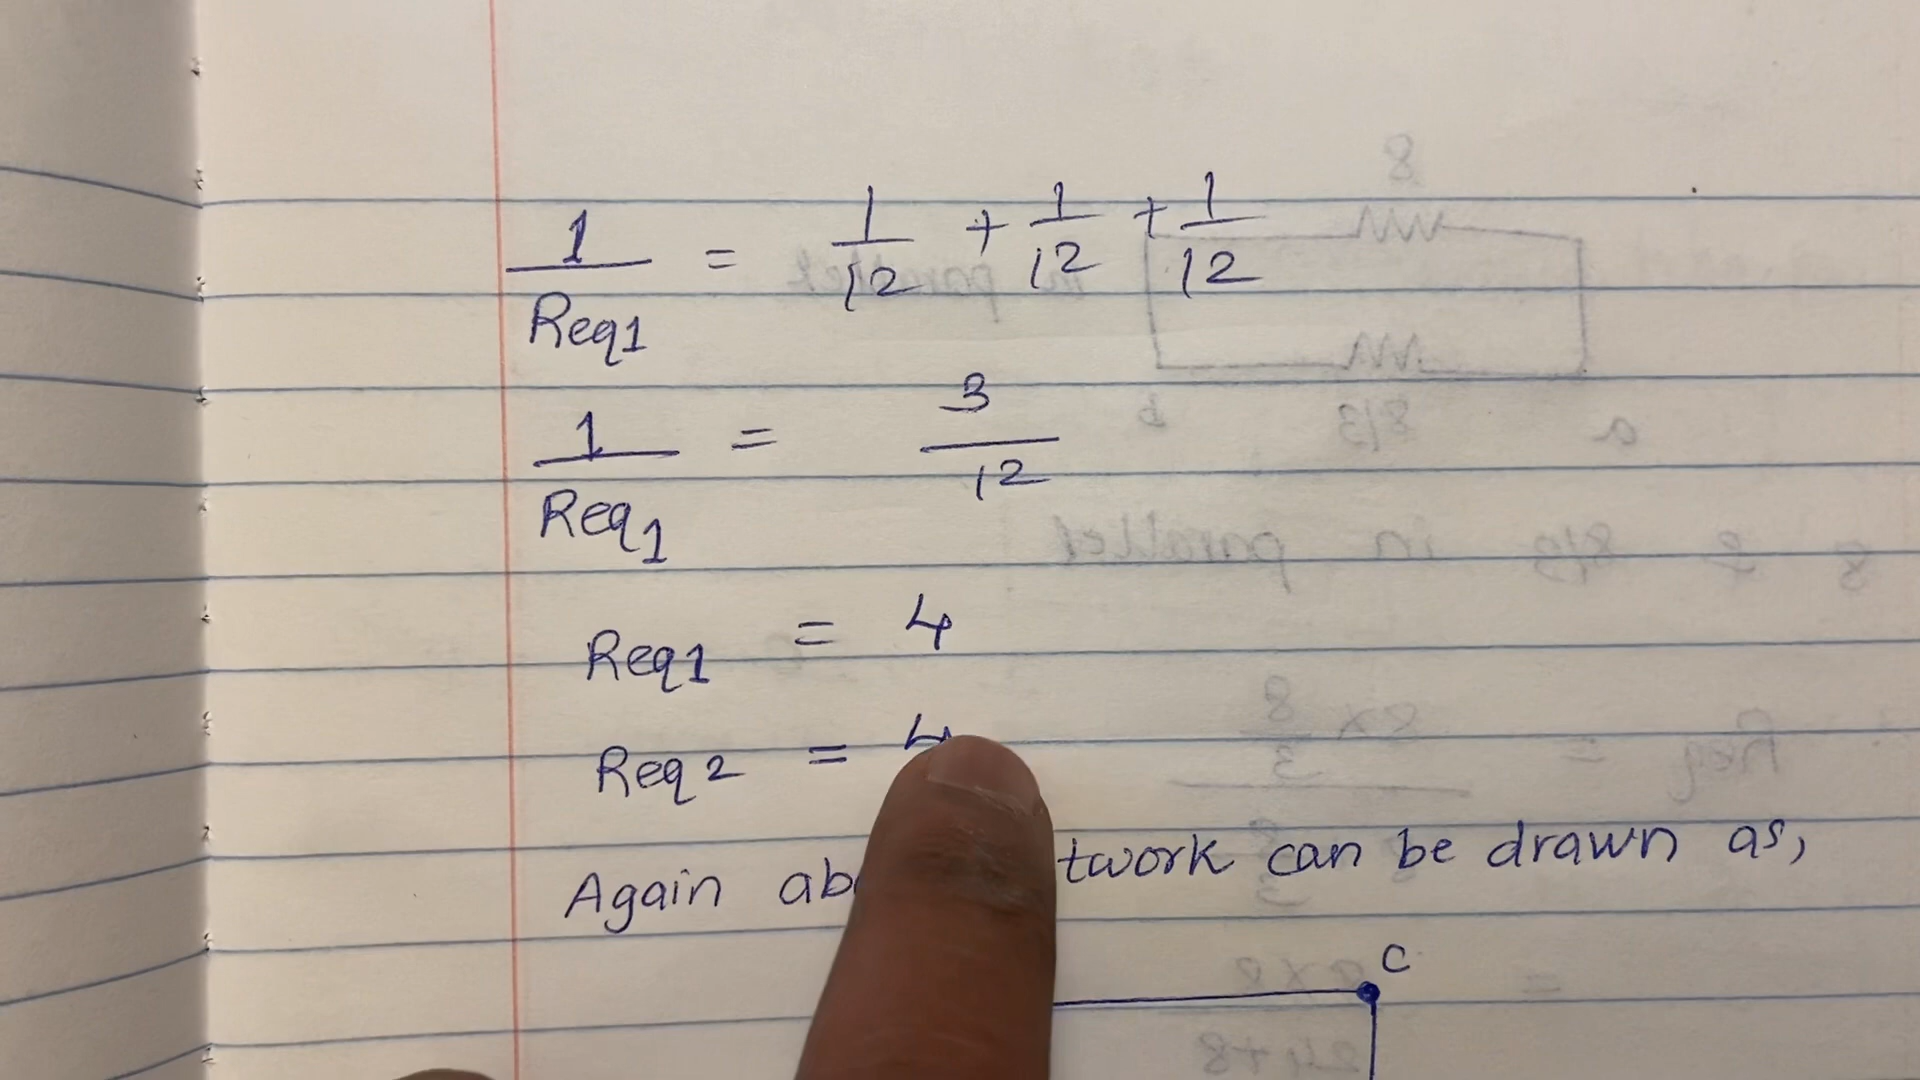 1/Req1 = 1/12 + 1/12 + 1/12
1/Req1 = 3/12
Req1 = 4
Req2 = 4
Again twork can be drawn as,
C